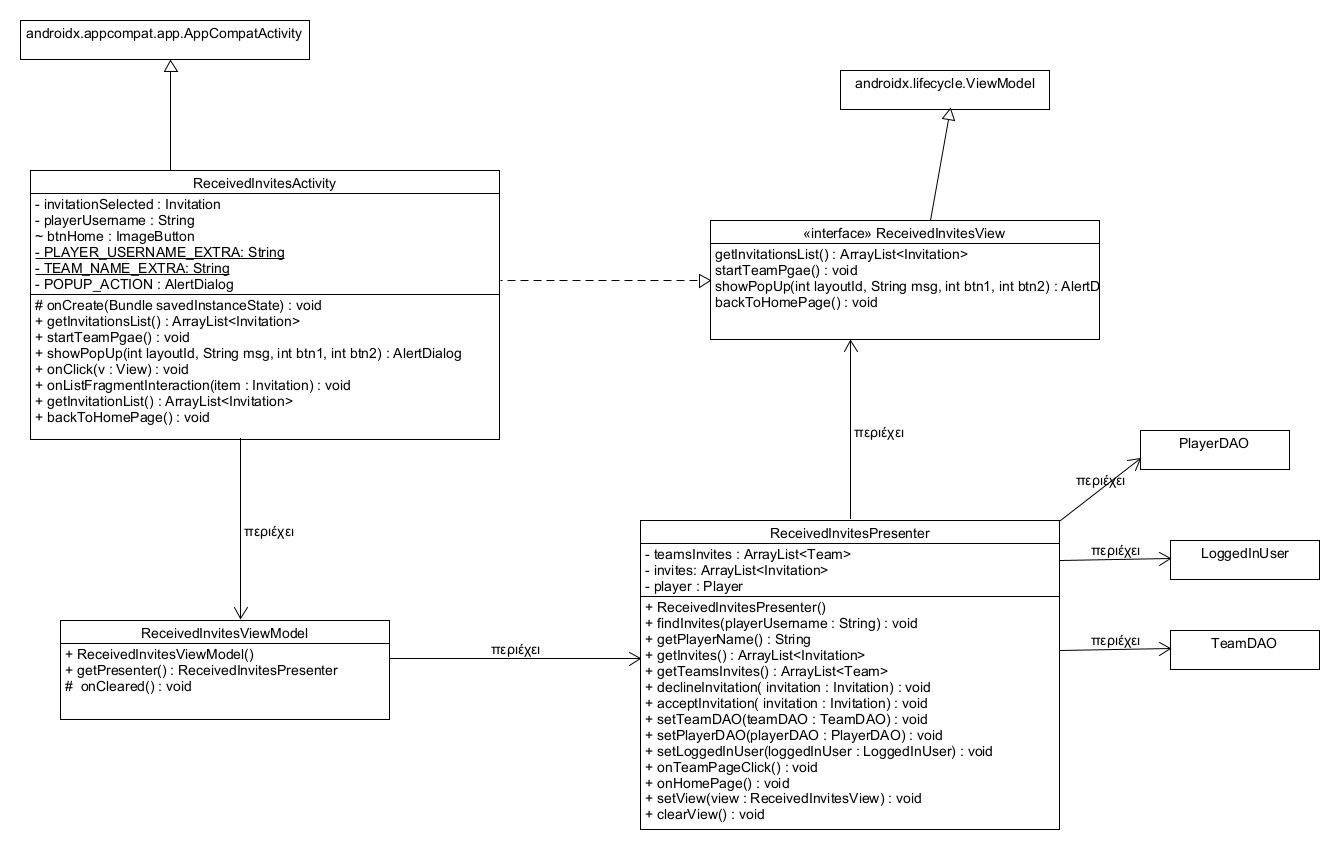 androidx.appcompat.app.AppCompatActivity
androidx.lifecycle.ViewModel
ReceivedInvitesActivity
- invitationSelected : Invitation
- playerUsername : String
~ btnHome : ImageButton
- PLAYER_USERNAME_EXTRA: String
- TEAM_NAME_EXTRA: String
- POPUP_ACTION : AlertDialog
# onCreate(Bundle savedInstanceState) : void
+ getInvitationsList() : ArrayList<Invitation>
+ startTeamPgae() : void
+ showPopUp(int layoutId, String msg, int btn1, int btn2) : AlertDialog
+ onClick(v : View) : void
+ onListFragmentInteraction(item : Invitation) : void
+ getInvitationList() : ArrayList<Invitation>
+ backToHomePage() : void
«interface» ReceivedInvitesView
getInvitationsList() : ArrayList<Invitation>
startTeamPgae() : void
showPopUp(int layoutId, String msg, int btn1, int btn2) : AlertD
backToHomePage() : void
περιέχει
PlayerDAO
περιέχει
περιέχει
ReceivedInvitesPresenter
- teamsInvites : ArrayList<Team>
- invites: ArrayList<Invitation>
- player : Player
+ ReceivedInvitesPresenter()
+ findInvites(playerUsername : String) : void
+ getPlayerName() : String
+ getInvites() : ArrayList<Invitation>
+ getTeamsInvites() : ArrayList<Team>
+ declineInvitation( invitation : Invitation) : void
+ acceptInvitation( invitation : Invitation) : void
+ setTeamDAO(teamDAO : TeamDAO) : void
+ setPlayerDAO(playerDAO : PlayerDAO) : void
+ setLoggedInUser(loggedInUser : LoggedInUser) : void
+ onTeamPageClick() : void
+ onHomePage() : void
+ setView(view : ReceivedInvitesView) : void
+ clearView() : void
περιέχει
LoggedInUser
περιέχει
TeamDAO
ReceivedInvitesViewModel
+ ReceivedInvitesViewModel()
+ getPresenter() : ReceivedInvitesPresenter
#  onCleared() : void
περιέχει